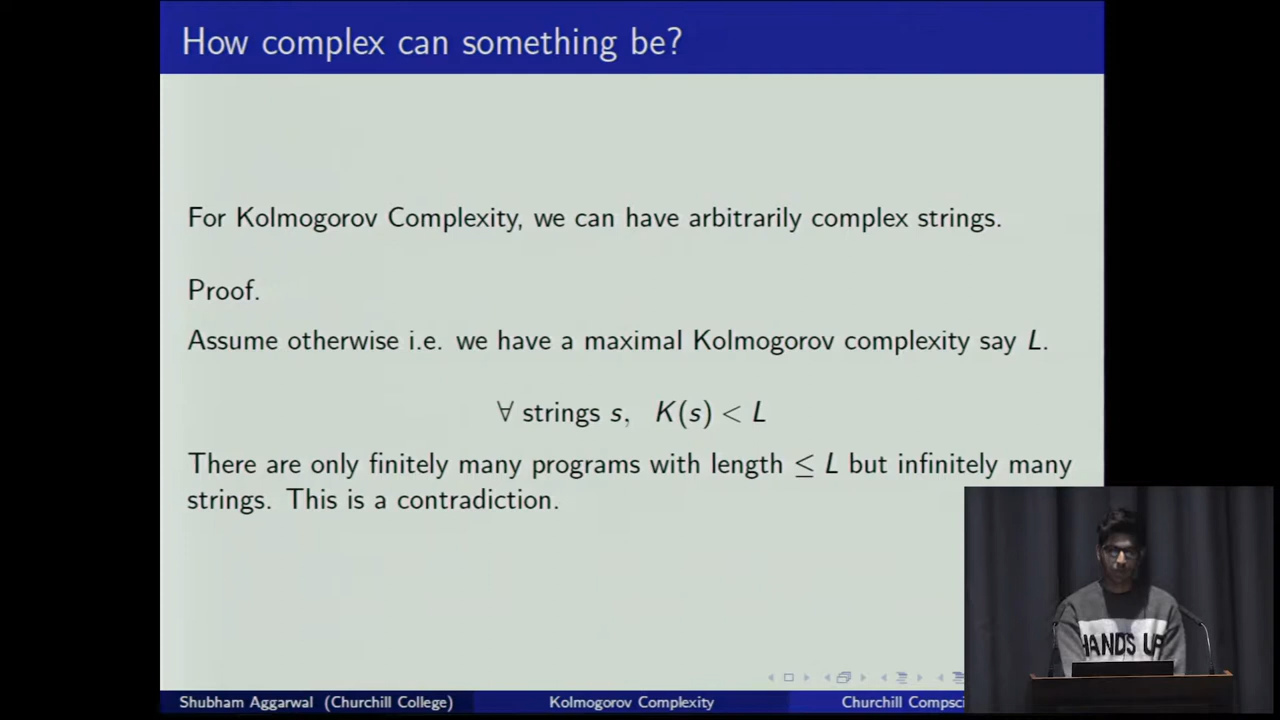 How complex can something be?
For Kolmogorov Complexity, we can have arbitrarily complex strings.
Proof.
Assume otherwise i.e. we have a maximal Kolmogorov complexity say L.
∀ strings s, K(s) < L
There are only finitely many programs with length ≤ L but infinitely many
strings. This is a contradiction.
HANDS UP
Shubham Aggarwal (Churchill College) Kolmogorov Complexity Churchill Compsci